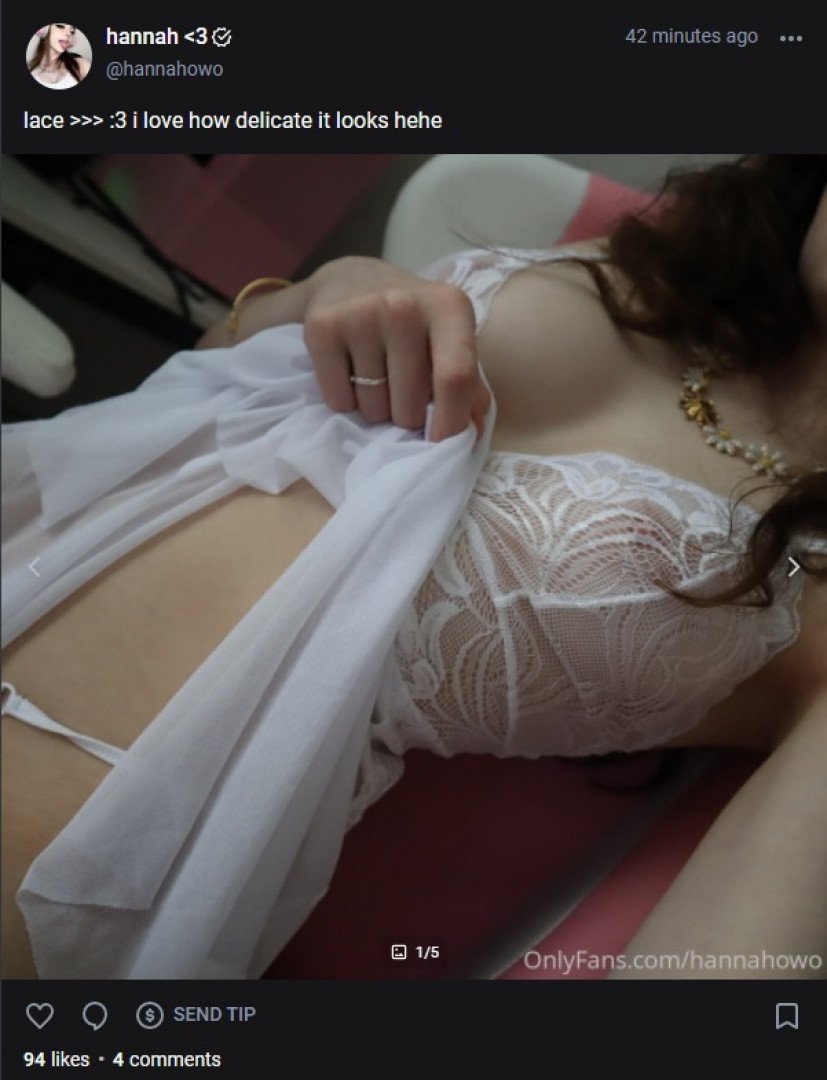 hannah <3
42 minutes ago
@hannahowo
lace >>> :3 i love how delicate it looks hehe
1/5
OnlyFans.com/hannahowo
SEND TIP
94 likes · 4 comments